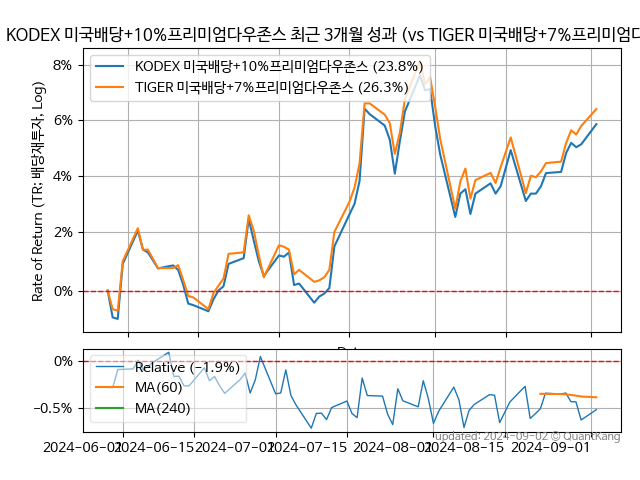 KODEX 미국배당+10%프리미엄다우존스 최근 3개월 성과 (vs TIGER 미국배당+7%프리미엄다
KODEX 미국배당+10%프리미엄다우존스 (23.8%)
TIGER 미국배당+7%프리미엄다우존스 (26.3%)
Rate of Return (TR: 배당재투자, Log)
8%
6%
4%
2%
0%
Relative (−1.9%)
MA(60)
MA(240)
0%
−0.5%
updated: 2024-09-02 © QuantKang
2024-06-01
2024-06-15
2024-07-01
2024-07-15
2024-08-01
2024-08-15
2024-09-01